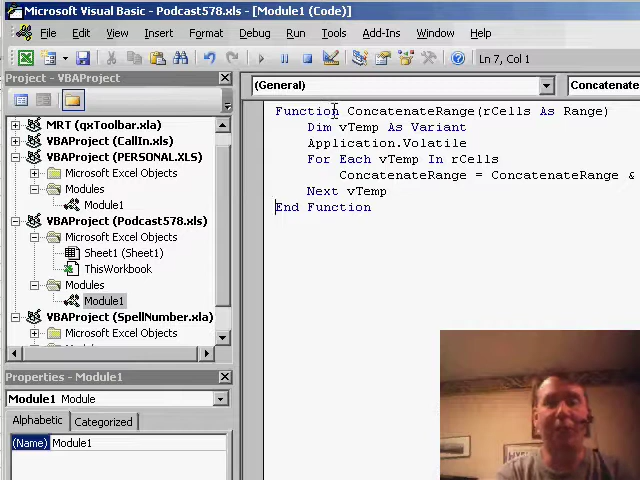 Microsoft Visual Basic - Podcast578.xls - [Module1 (Code)]
File Edit View Insert Format Debug Run Tools Add-Ins Window Help
Ln 7, Col 1
Project - VBAProject
(General)
Concatenate
MRT (qxToolbar.xla)
VBAProject (CallIn.xla)
VBAProject (PERSONAL.XLS)
Microsoft Excel Objects
Modules
Module1
VBAProject (Podcast578.xls)
Microsoft Excel Objects
Sheet1 (Sheet1)
ThisWorkbook
Modules
Module1
VBAProject (SpellNumber.xla)
Microsoft Excel Objects
Function ConcatenateRange(rCells As Range)
Dim vTemp As Variant
Application.Volatile
For Each vTemp In rCells
ConcatenateRange = ConcatenateRange &
Next vTemp
End Function
Properties - Module1
Module1 Module
Alphabetic Categorized
(Name) Module1